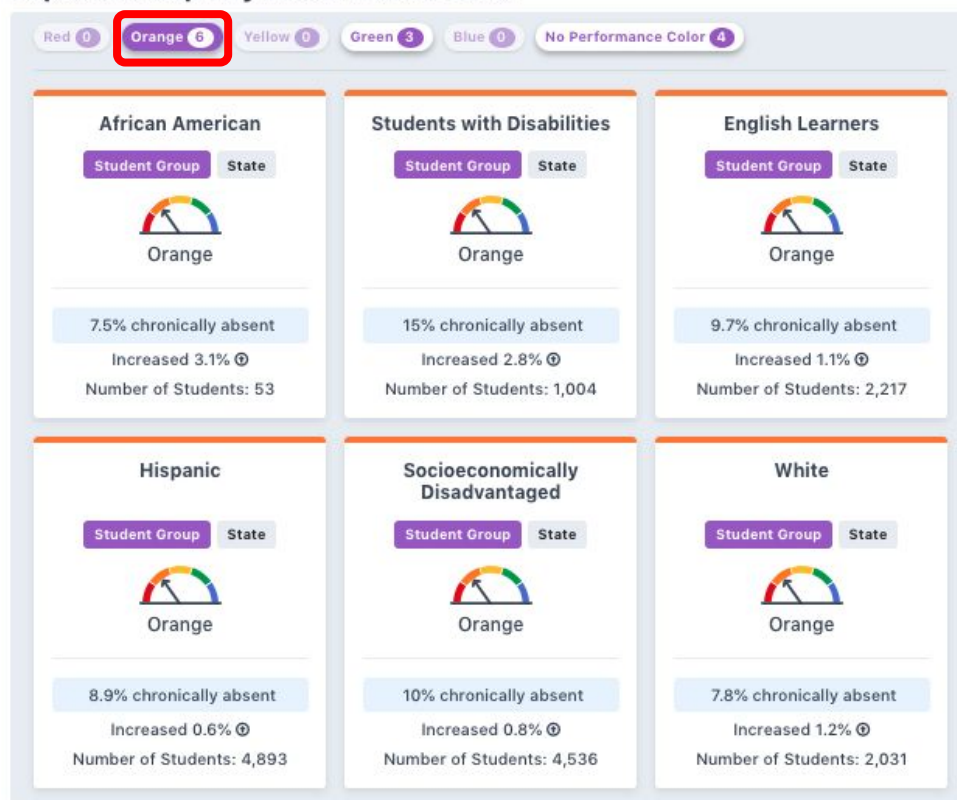 Red 0 Orange 6 Yellow 0 Green 3 Blue 0 No Performance Color 4
African American
Student Group State
Orange
7.5% chronically absent
Increased 3.1%
Number of Students: 53
Students with Disabilities
Student Group State
Orange
15% chronically absent
Increased 2.8%
Number of Students: 1,004
English Learners
Student Group State
Orange
9.7% chronically absent
Increased 1.1%
Number of Students: 2,217
Hispanic
Student Group State
Orange
8.9% chronically absent
Increased 0.6%
Number of Students: 4,893
Socioeconomically
Disadvantaged
Student Group State
Orange
10% chronically absent
Increased 0.8%
Number of Students: 4,536
White
Student Group State
Orange
7.8% chronically absent
Increased 1.2%
Number of Students: 2,031